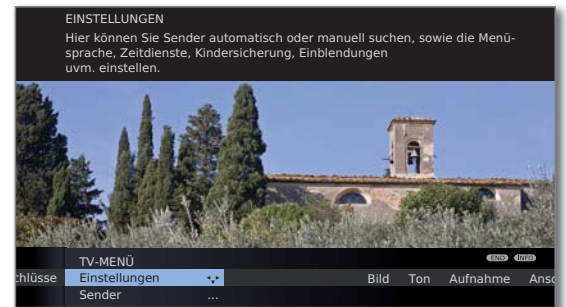 EINSTELLUNGEN
Hier können Sie Sender automatisch oder manuell suchen, sowie die Menü-
sprache, Zeitdienste, Kindersicherung, Einblendungen
uvm. einstellen.
TV-MENÜ END INFO
chlüsse Einstellungen Bild Ton Aufnahme Ansc
Sender ...